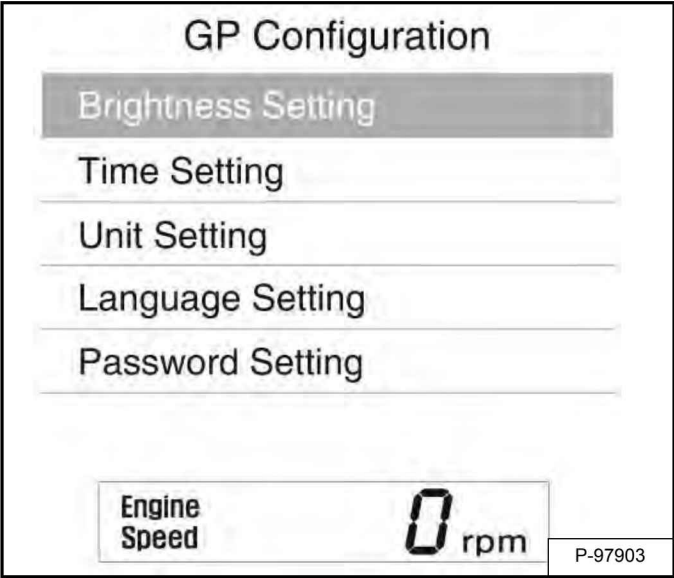 GP Configuration
Brightness Setting
Time Setting
Unit Setting
Language Setting
Password Setting
Engine
Speed
0 rpm
P-97903